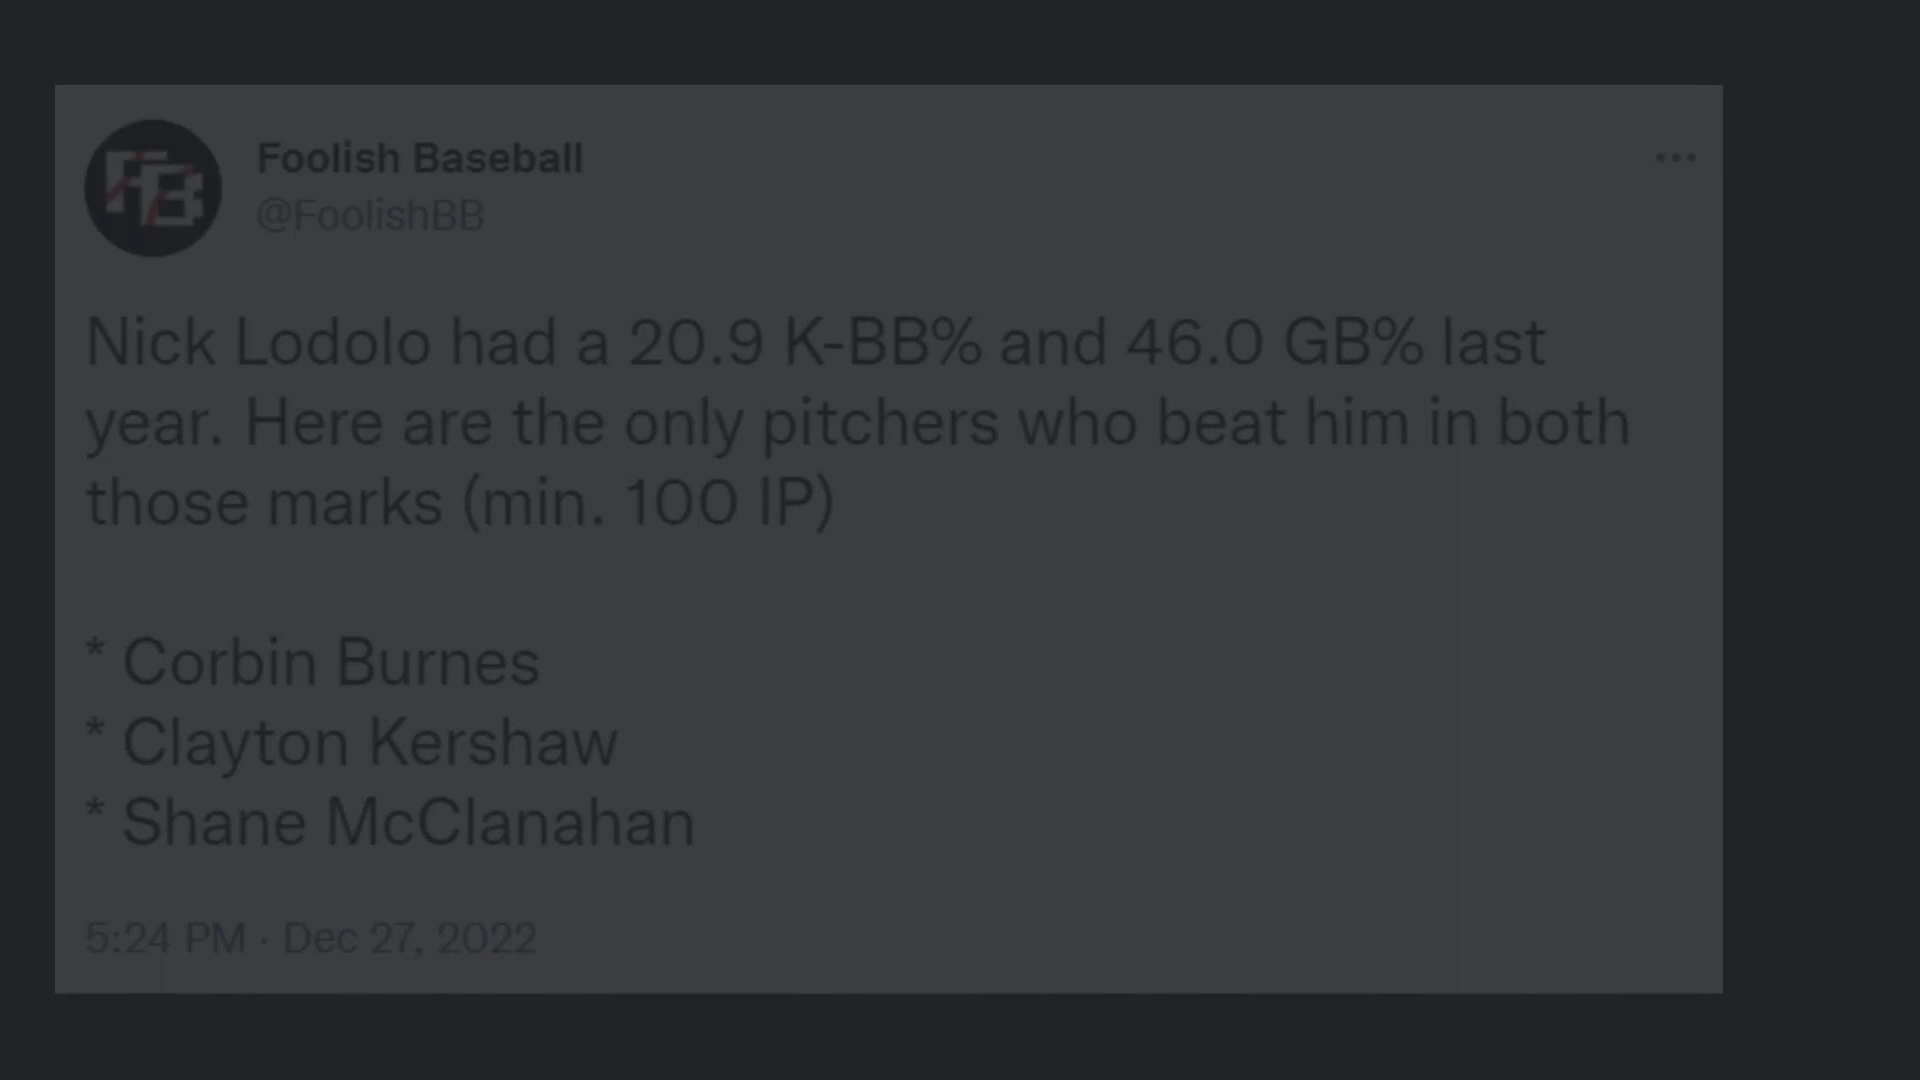 Foolish Baseball
@FoolishBB
Nick Lodolo had a 20.9 K-BB% and 46.0 GB% last
year. Here are the only pitchers who beat him in both
those marks (min. 100 IP)
* Corbin Burnes
* Clayton Kershaw
* Shane McClanahan
5:24 PM · Dec 27, 2022